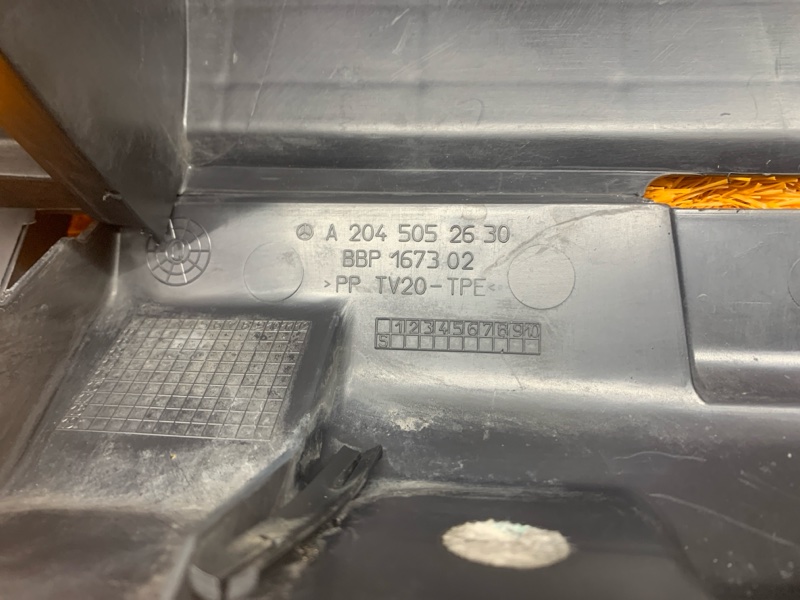 A 204 505 26 30
BBP 1673 02
>PP TV20-TPE<
1 2 3 4 5 6 7 8 9 10
S